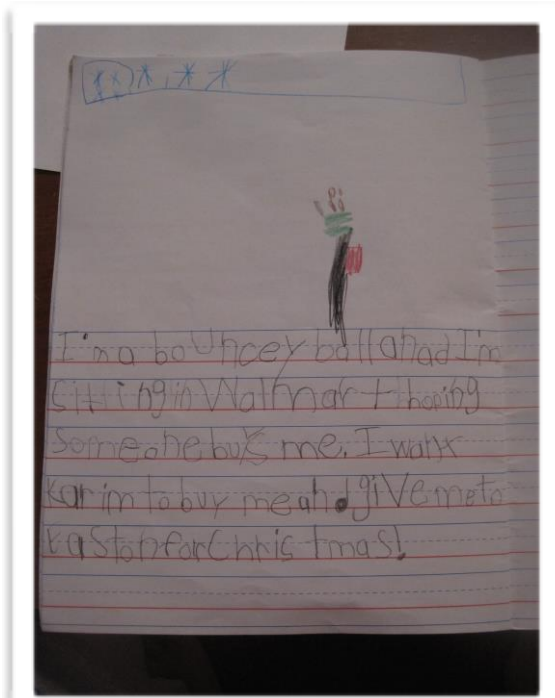 I'm a bouncey ball ahad I'm
sitting in Walmart hoping
someone buys me. I want
karim to buy me and give me to
kaston for Christmas!